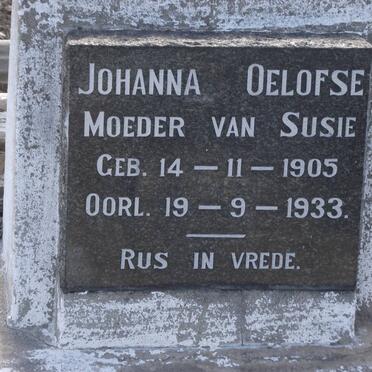 JOHANNA OELOFSE
MOEDER VAN SUSIE
GEB. 14 – 11 – 1905
OORL. 19 – 9 – 1933.
RUS IN VREDE.